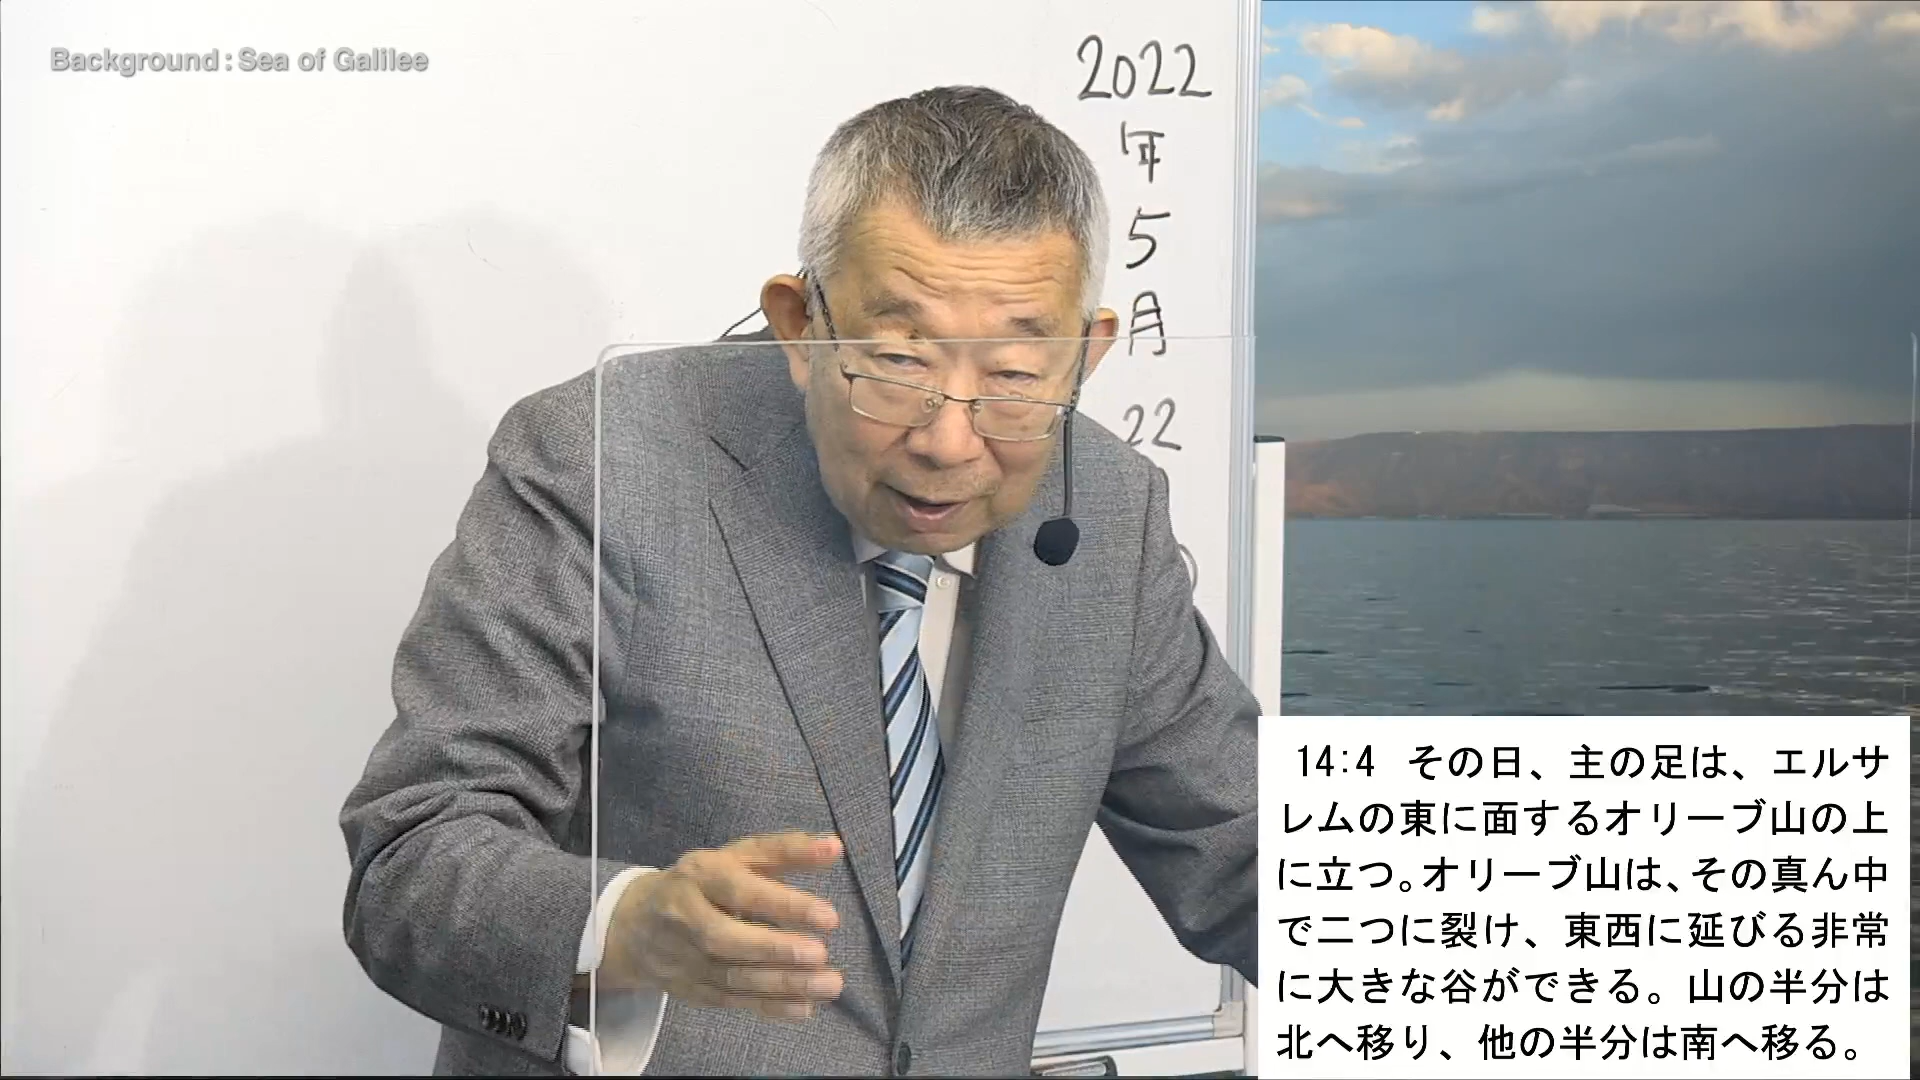 Background : Sea of Galilee
2022
年
5
月
22
14:4 その日、主の足は、エルサ
レムの東に面するオリーブ山の上
に立つ。オリーブ山は、その真ん中
で二つに裂け、東西に延びる非常
に大きな谷ができる。山の半分は
北へ移り、他の半分は南へ移る。